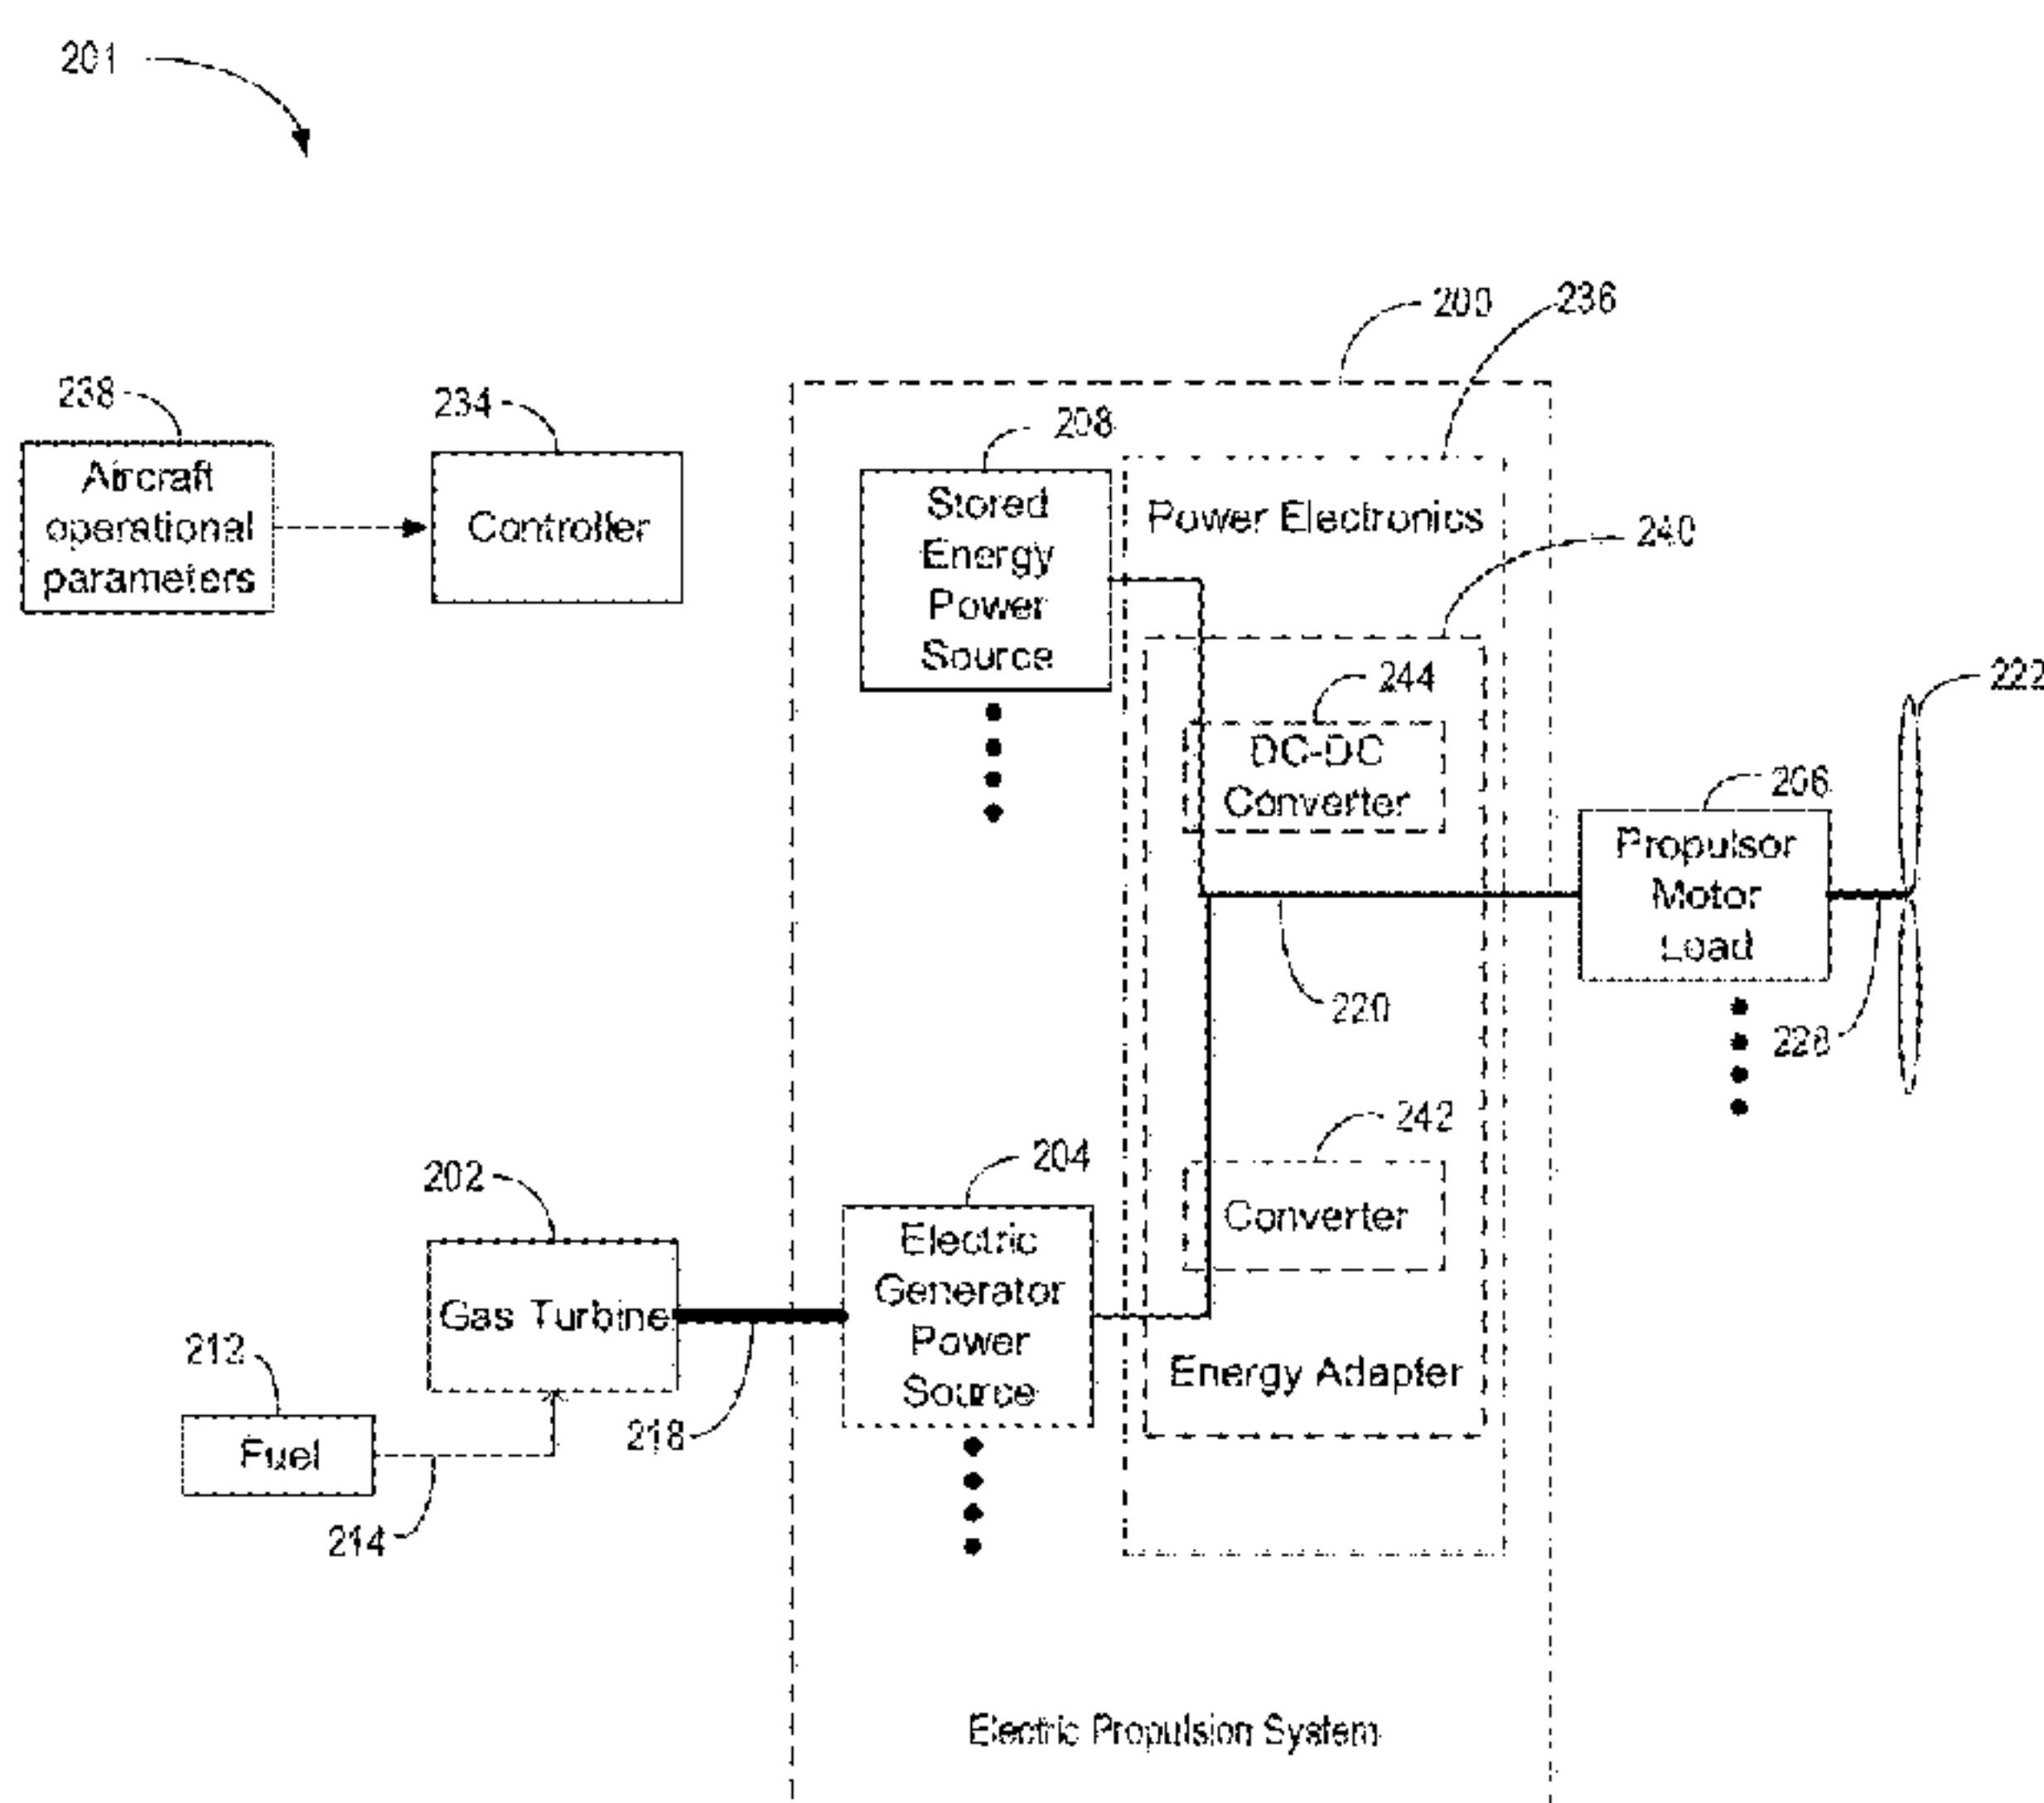 201
200
236
238
234
208
Aircraft
operational
parameters
Controller
Stored
Energy
Power
Source
Power Electronics
240
244
222
DC-DC
Converter
206
Propulsor
Motor
Load
220
228
242
204
202
Converter
Electric
Generator
Power
Source
Gas Turbine
212
Energy Adapter
218
Fuel
214
Electric Propulsion System